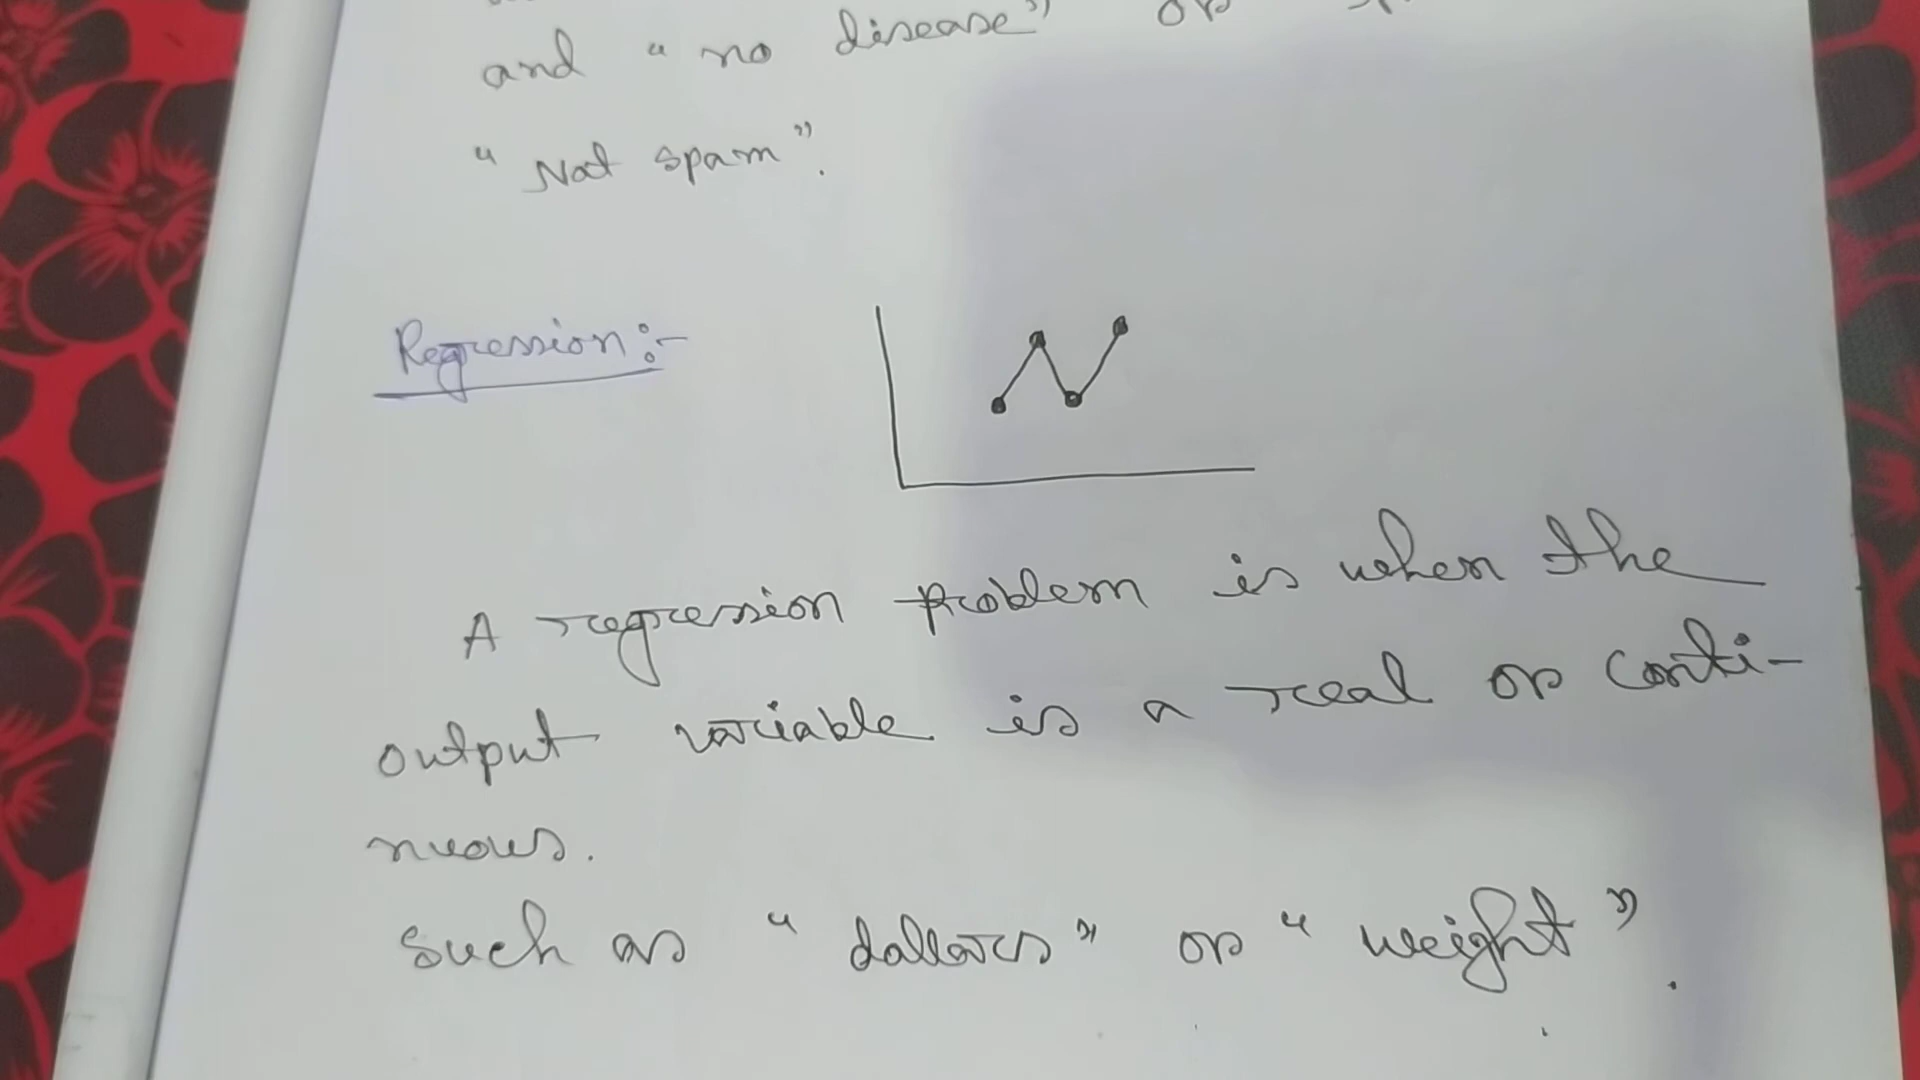 and "no disease" or
"Not spam".
Regression:-
A regression problem is when the
output variable is a real or conti-
nuous.
such as "dollars" or "weight".